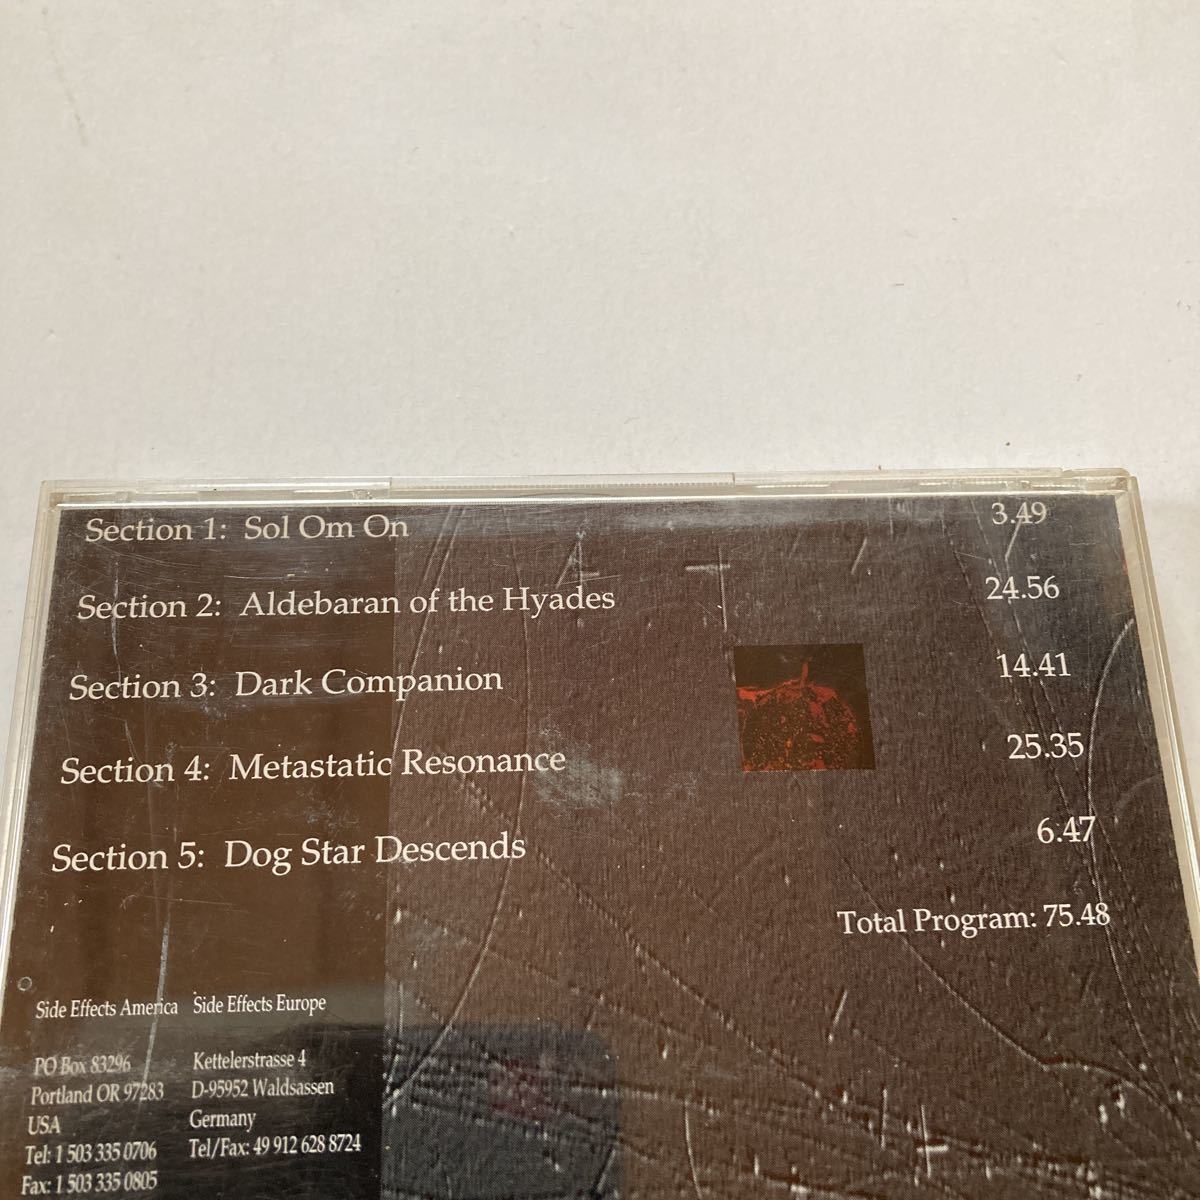 Section 1: Sol Om On 3.49
Section 2: Aldebaran of the Hyades 24.56
Section 3: Dark Companion 14.41
Section 4: Metastatic Resonance 25.35
Section 5: Dog Star Descends 6.47
Total Program: 75.48
Side Effects America
PO Box 83296
Portland OR 97283
USA
Tel: 1 503 335 0706
Fax: 1 503 335 0805
Side Effects Europe
Kettelerstrasse 4
D-95952 Waldsassen
Germany
Tel/Fax: 49 912 628 8724